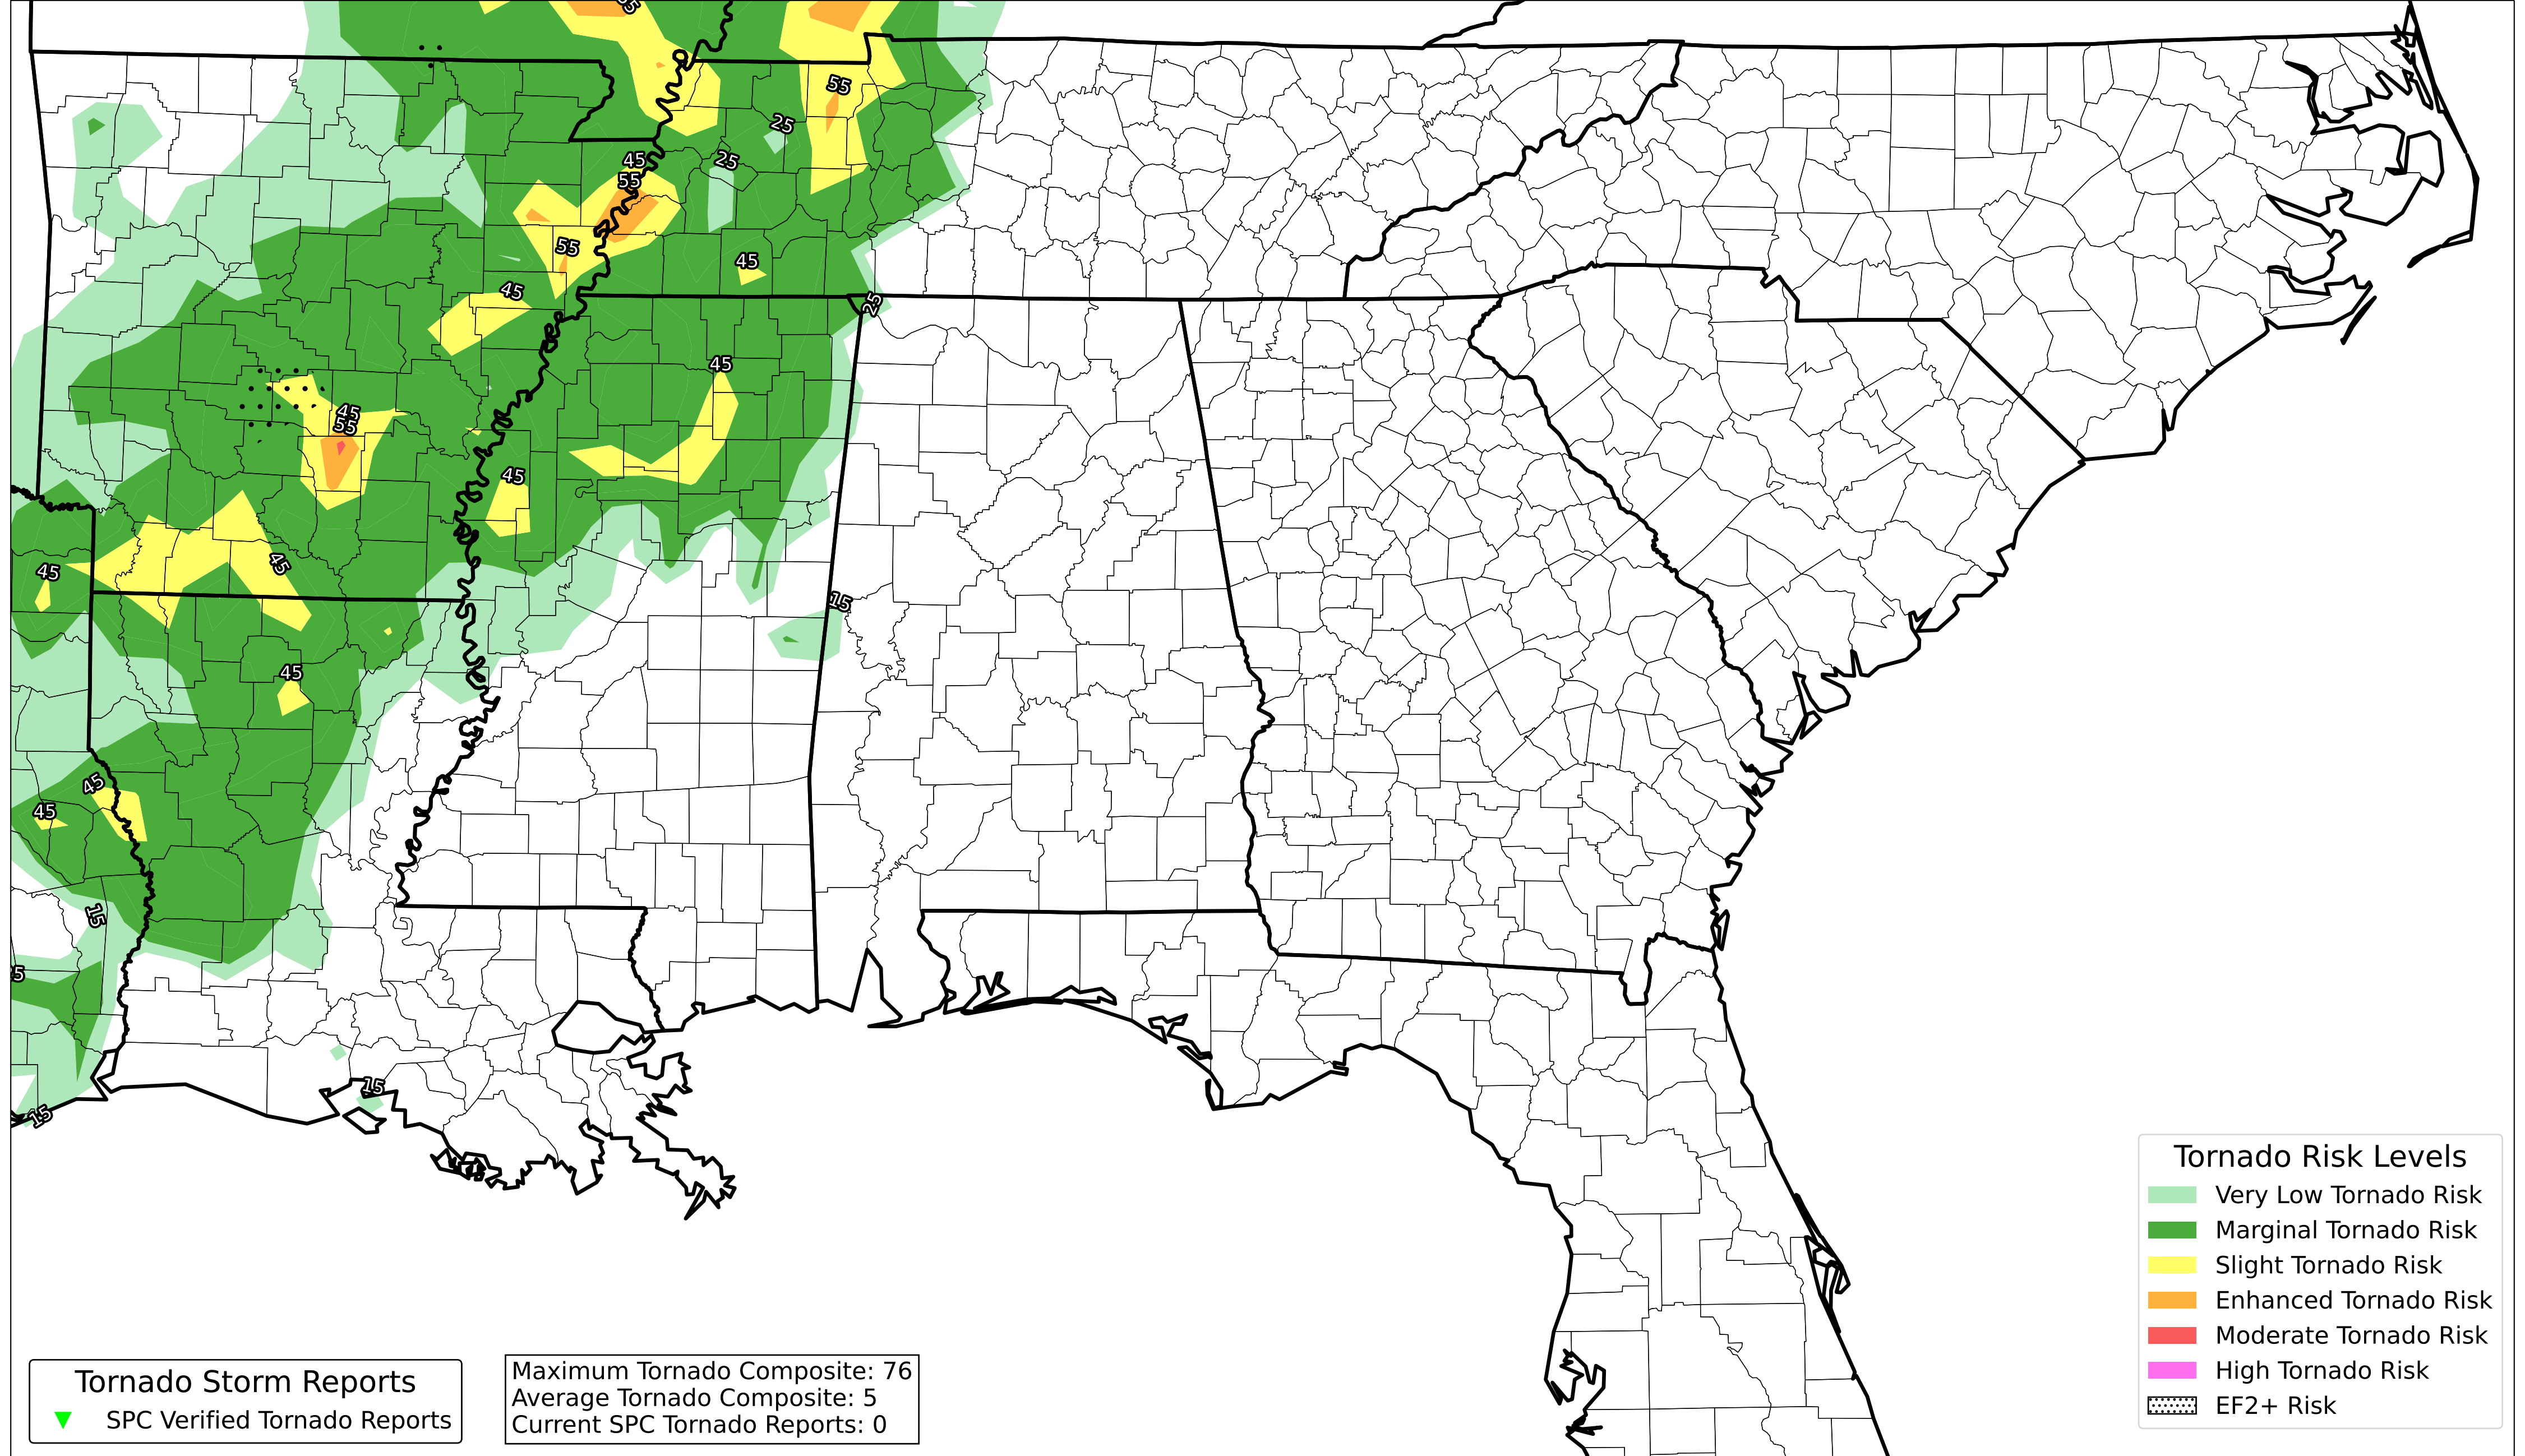 55
55
25
45
25
55
55
45
45
25
45
45
55
45
45
45
15
45
45
45
15
5
15
15
Tornado Risk Levels
Very Low Tornado Risk
Marginal Tornado Risk
Slight Tornado Risk
Enhanced Tornado Risk
Moderate Tornado Risk
High Tornado Risk
EF2+ Risk
Tornado Storm Reports
SPC Verified Tornado Reports
Maximum Tornado Composite: 76
Average Tornado Composite: 5
Current SPC Tornado Reports: 0